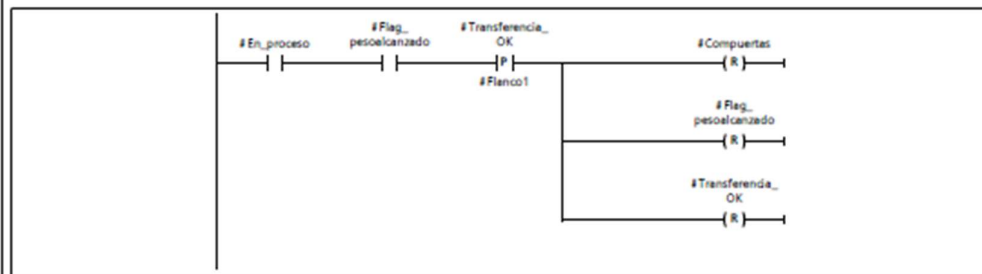 #En_proceso
#Flag_
pesoalcanzado
#Transferencia_
OK
P
#Flanco1
#Compuertas
R
#Flag_
pesoalcanzado
R
#Transferencia_
OK
R